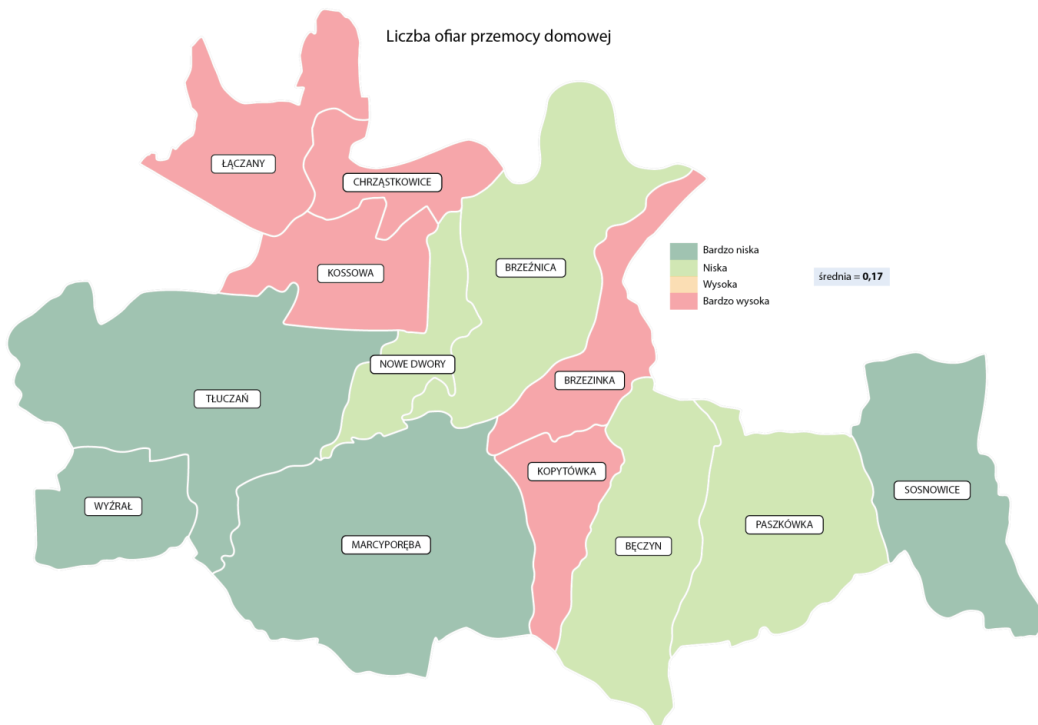 Liczba ofiar przemocy domowej
ŁĄCZANY
CHRZĄSTKOWICE
KOSSOWA
BRZEŹNICA
Bardzo niska
Niska
Wysoka
Bardzo wysoka
średnia = 0,17
NOWE DWORY
BRZEZINKA
TŁUCZAŃ
KOPYTÓWKA
SOSNOWICE
WYŹRAŁ
PASZKÓWKA
MARCYPORĘBA
BĘCZYN